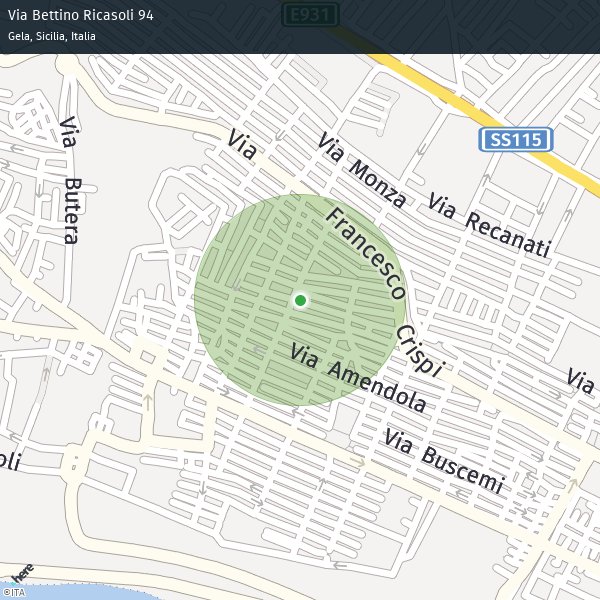 Via Bettino Ricasoli 94
Gela, Sicilia, Italia
E931
SS115
Via Butera
Via Francesco Crispi
Via Monza
Via Recanati
Via Amendola
Via
Via Buscemi
oli
here
©ITA